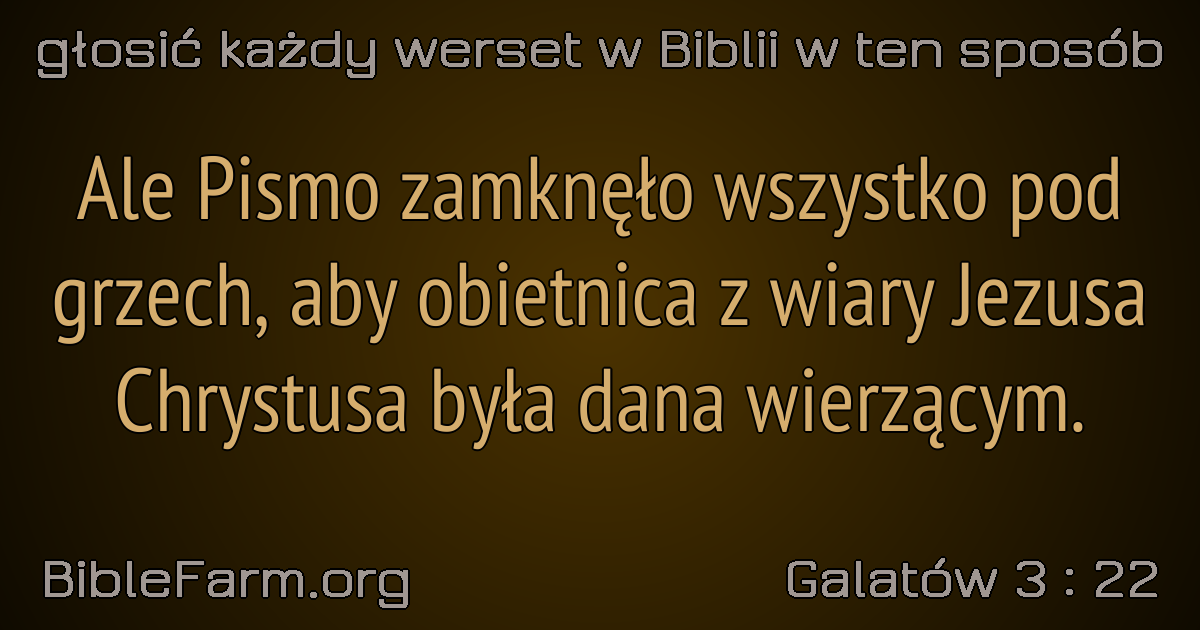 głosić każdy werset w Biblii w ten sposób
Ale Pismo zamknęło wszystko pod
grzech, aby obietnica z wiary Jezusa
Chrystusa była dana wierzącym.
BibleFarm.org
Galatów 3 : 22